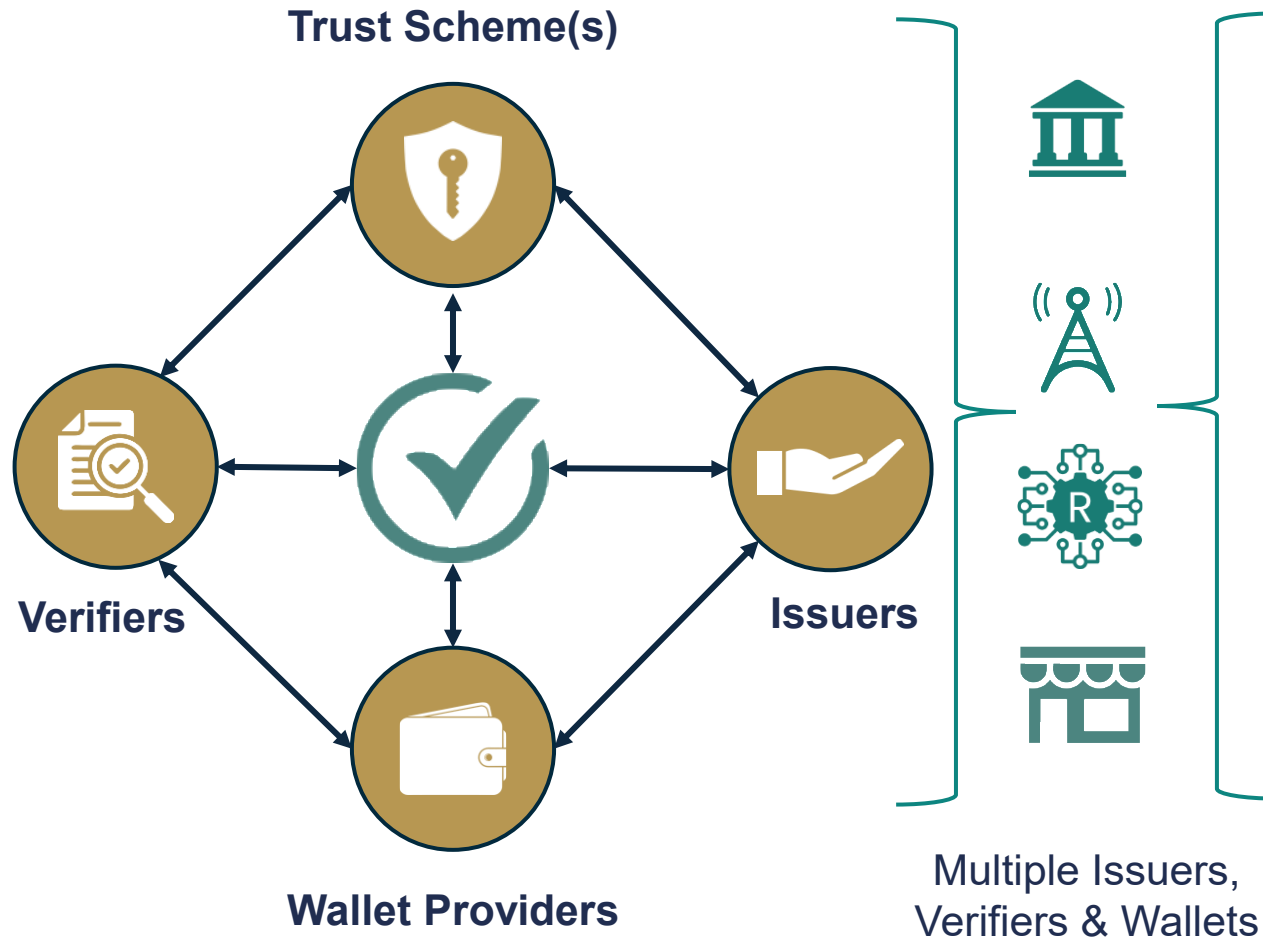 Trust Scheme(s)
Verifiers
Issuers
R
Wallet Providers
Multiple Issuers,
Verifiers & Wallets